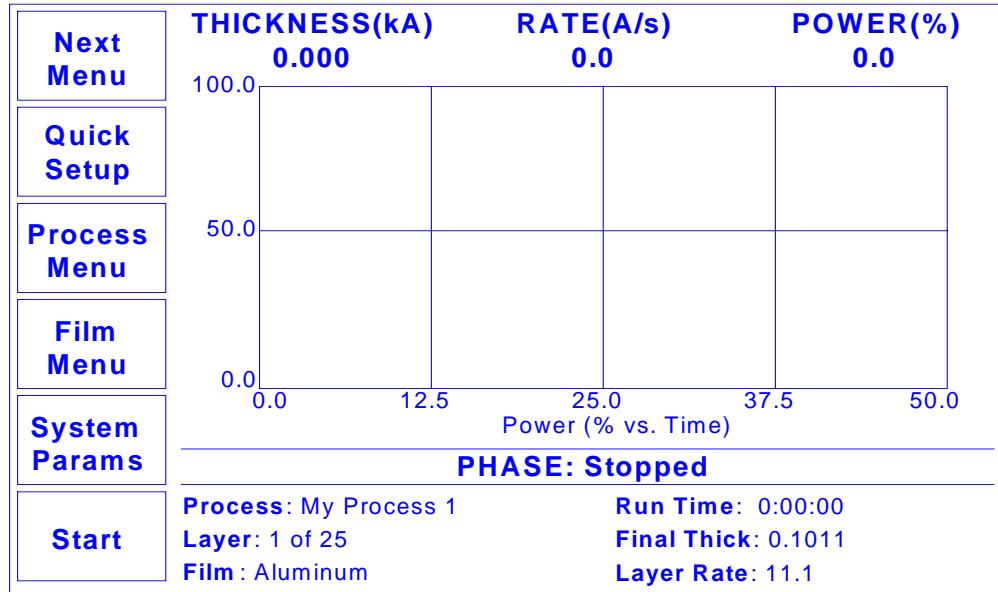 Next
Menu
Quick
Setup
Process
Menu
Film
Menu
System
Params
Start
THICKNESS(kA) RATE(A/s) POWER(%)
0.000 0.0 0.0
100.0
50.0
0.0
0.0 12.5 25.0 37.5 50.0
Power (% vs. Time)
PHASE: Stopped
Process: My Process 1
Layer: 1 of 25
Film : Aluminum
Run Time: 0:00:00
Final Thick: 0.1011
Layer Rate: 11.1